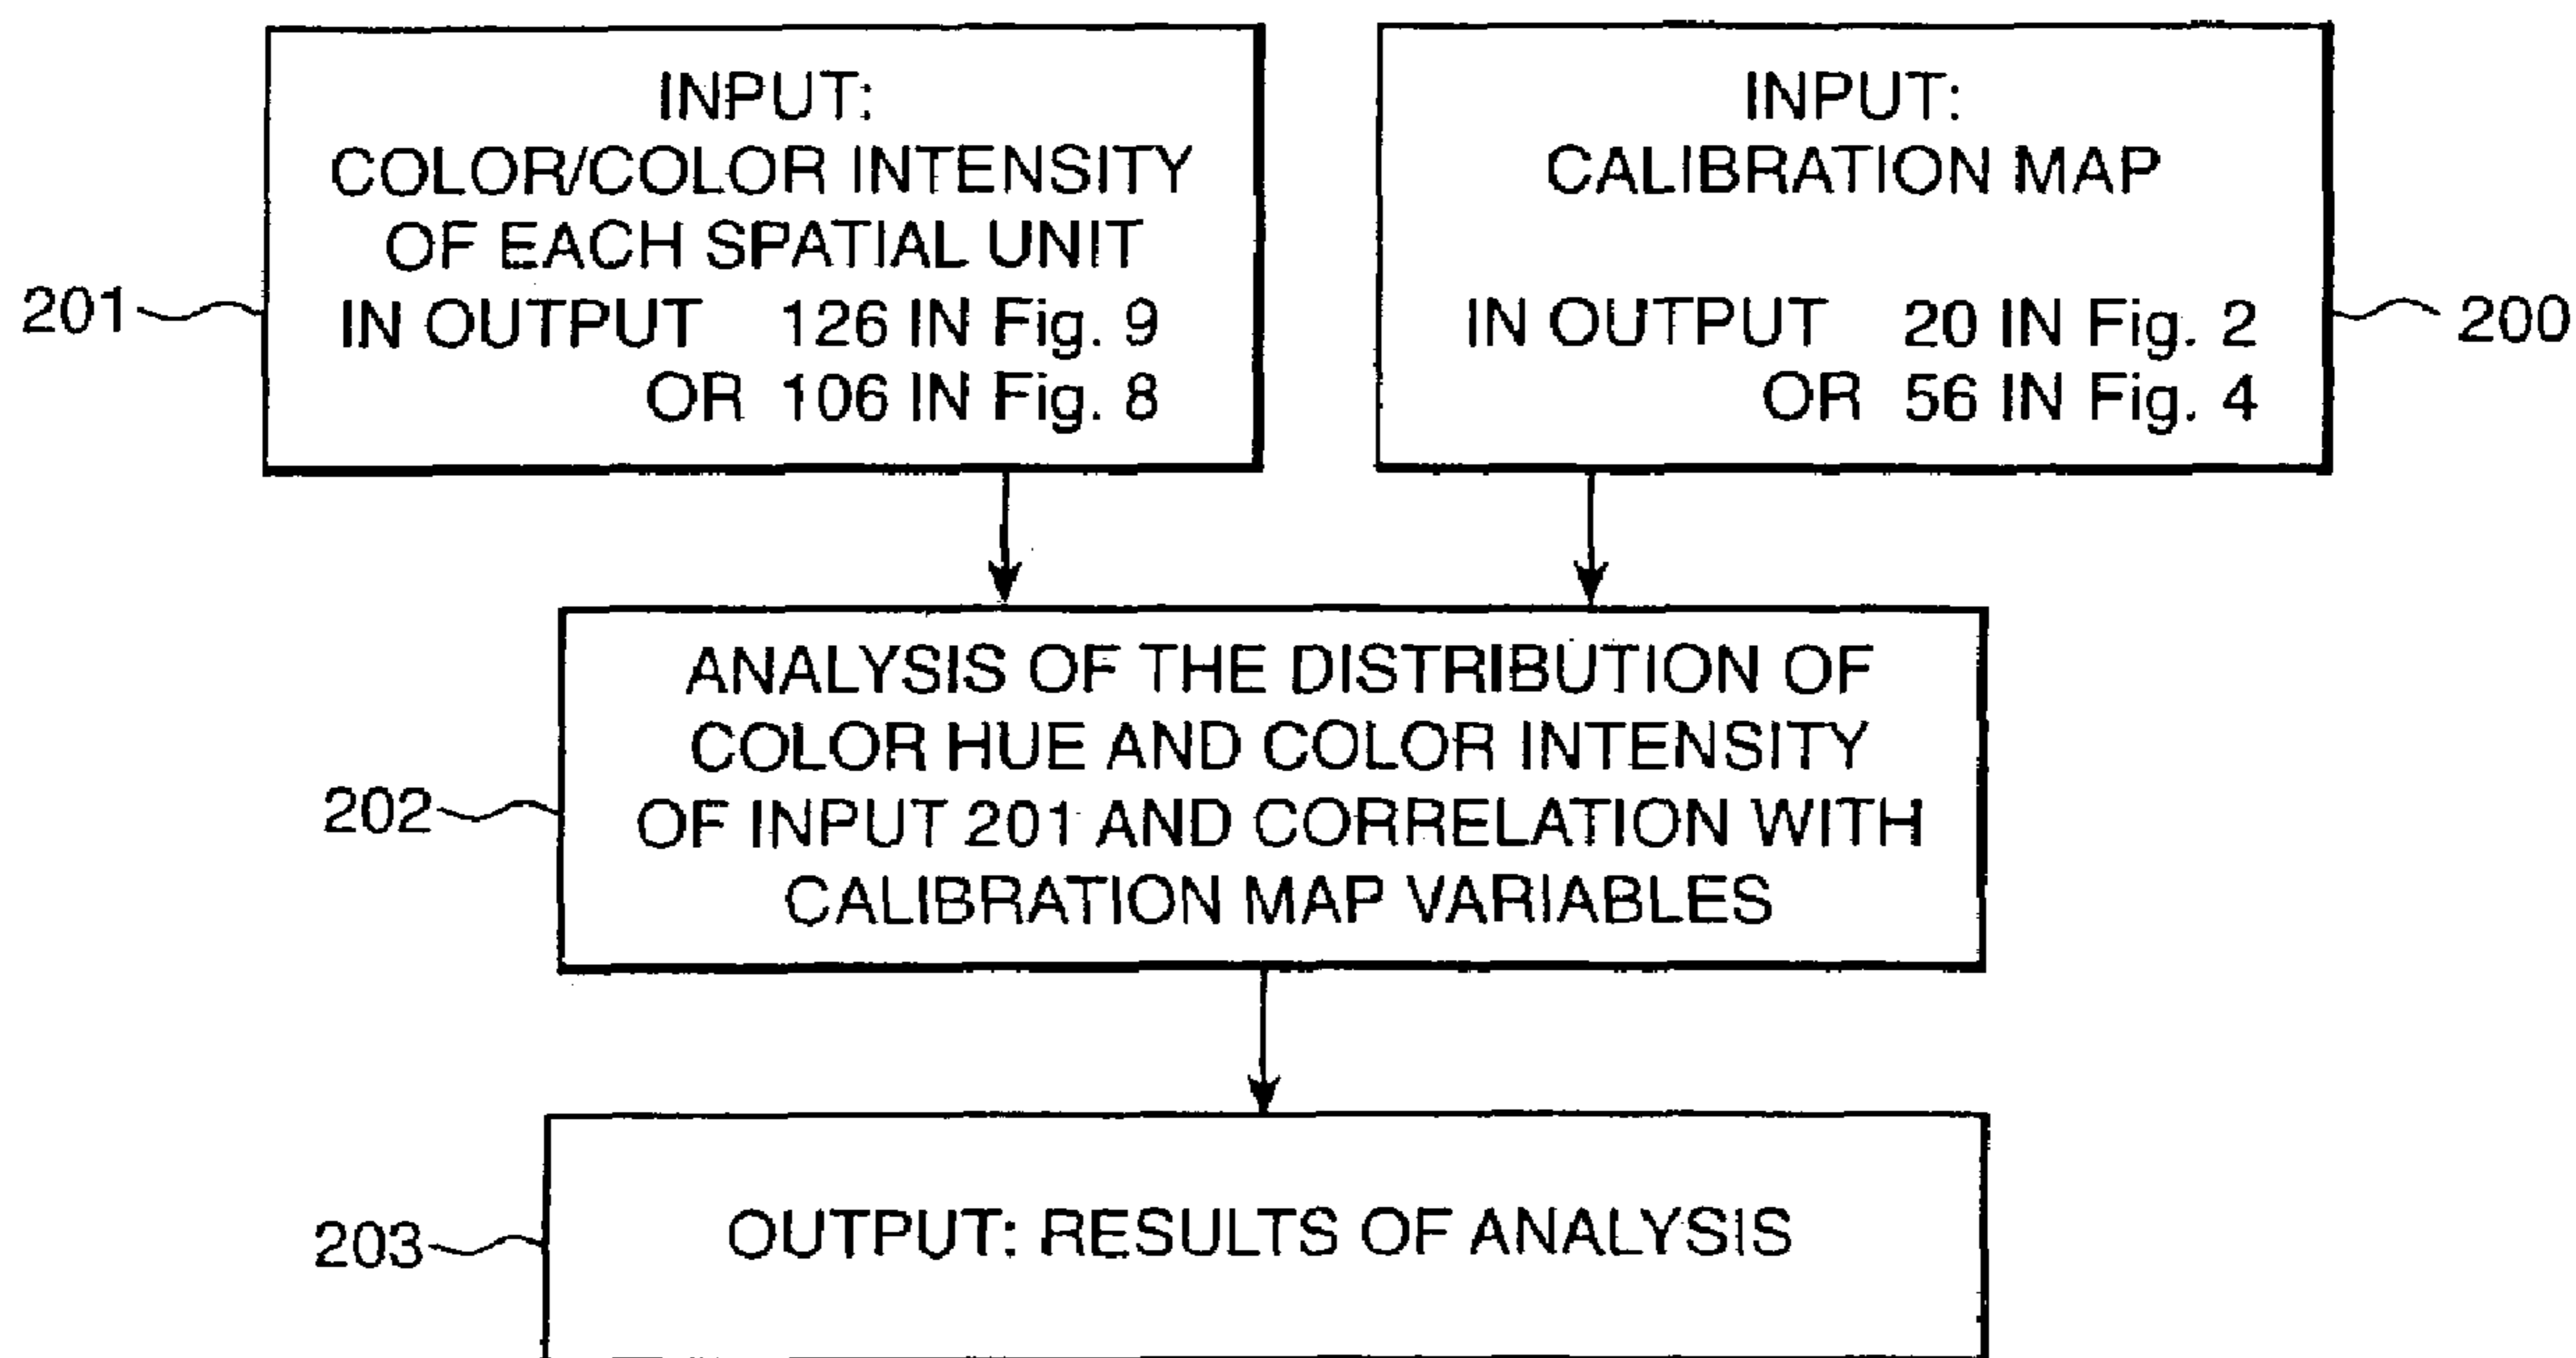 INPUT:
COLOR/COLOR INTENSITY
OF EACH SPATIAL UNIT
IN OUTPUT 126 IN Fig. 9
OR 106 IN Fig. 8
201
INPUT:
CALIBRATION MAP
IN OUTPUT 20 IN Fig. 2
OR 56 IN Fig. 4
200
ANALYSIS OF THE DISTRIBUTION OF
COLOR HUE AND COLOR INTENSITY
OF INPUT 201 AND CORRELATION WITH
CALIBRATION MAP VARIABLES
202
OUTPUT: RESULTS OF ANALYSIS
203